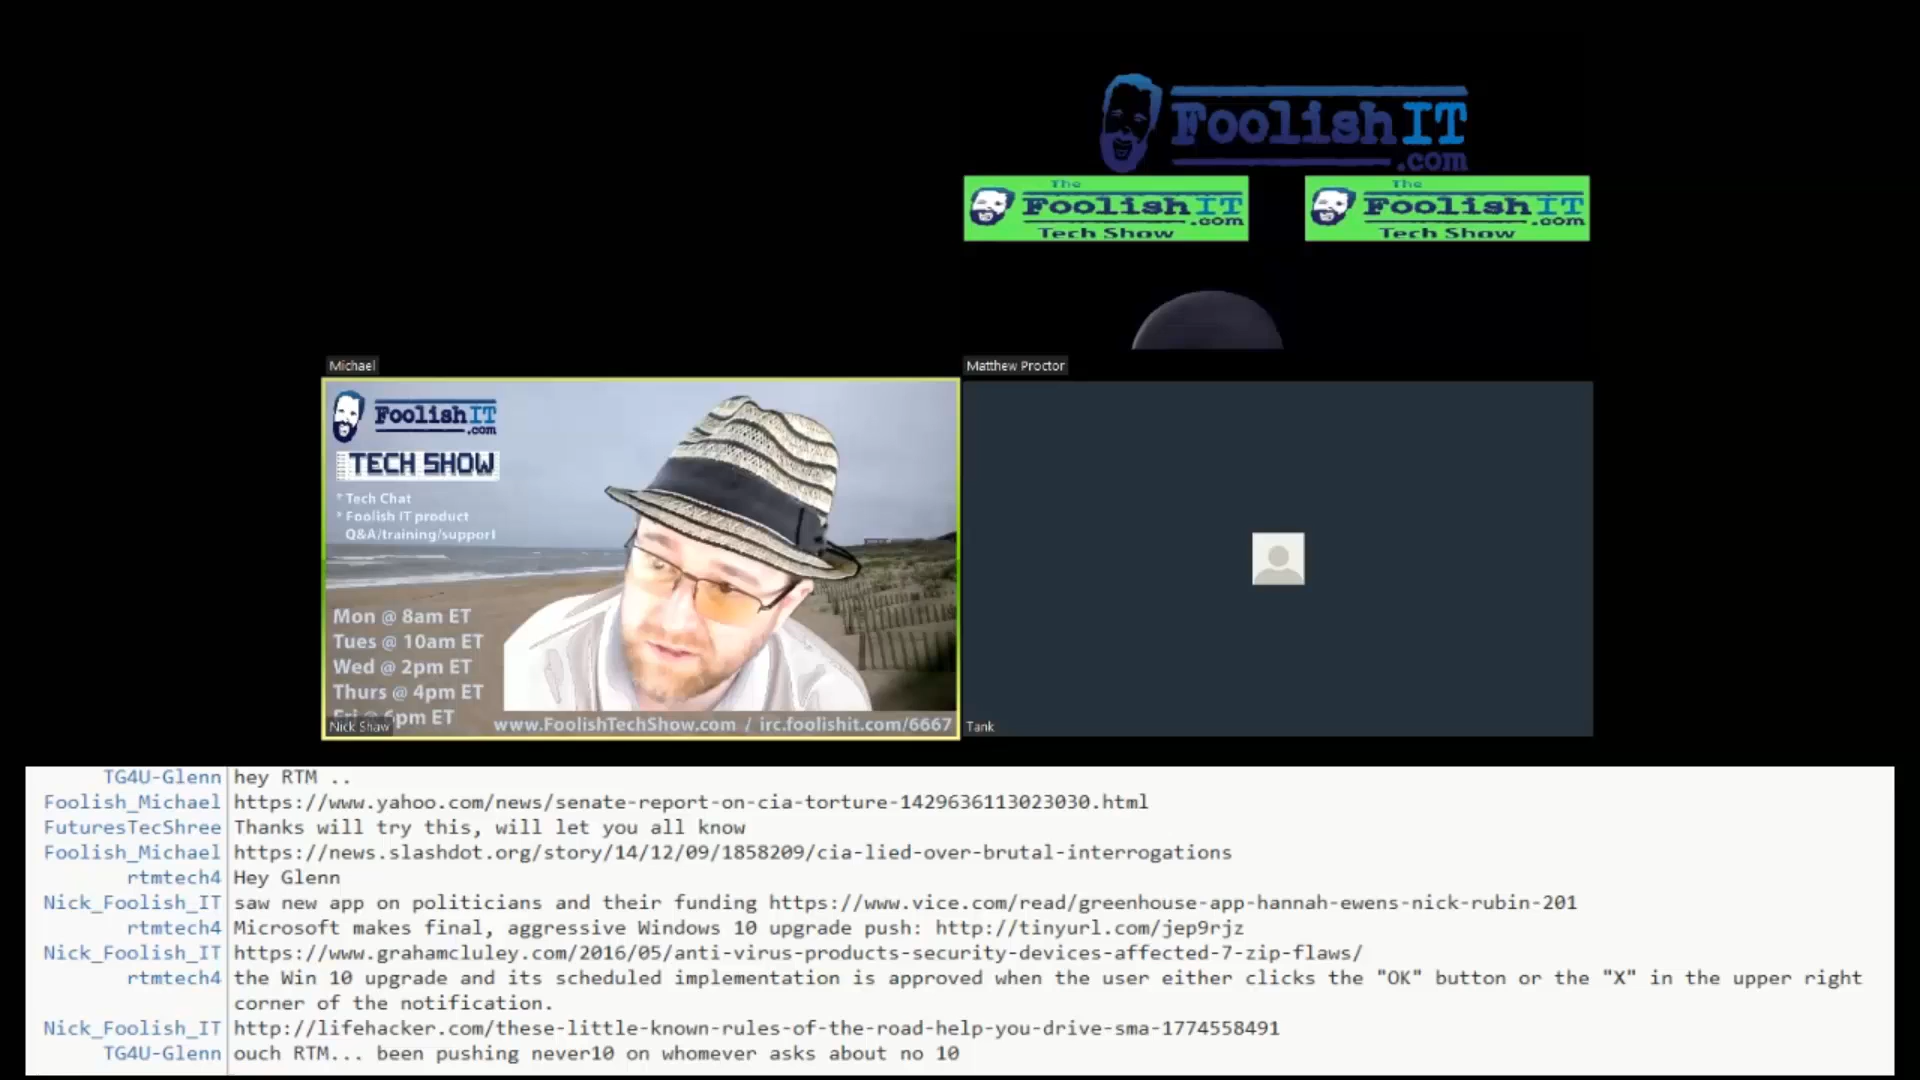 FoolishIT
.com
The
FoolishIT
.com
Tech Show
The
FoolishIT
.com
Tech Show
Michael
Matthew Proctor
FoolishIT
.com
TECH SHOW
* Tech Chat
* Foolish IT product
Q&A/training/support
Mon @ 8am ET
Tues @ 10am ET
Wed @ 2pm ET
Thurs @ 4pm ET
Fri @ 6pm ET
Nick Shaw
www.FoolishTechShow.com / irc.foolishit.com/6667
Tank
TG4U-Glenn hey RTM ..
Foolish_Michael https://www.yahoo.com/news/senate-report-on-cia-torture-1429636113023030.html
FuturesTecShree Thanks will try this, will let you all know
Foolish_Michael https://news.slashdot.org/story/14/12/09/1858209/cia-lied-over-brutal-interrogations
rtmtech4 Hey Glenn
Nick_Foolish_IT saw new app on politicians and their funding https://www.vice.com/read/greenhouse-app-hannah-ewens-nick-rubin-201
rtmtech4 Microsoft makes final, aggressive Windows 10 upgrade push: http://tinyurl.com/jep9rjz
Nick_Foolish_IT https://www.grahamcluley.com/2016/05/anti-virus-products-security-devices-affected-7-zip-flaws/
rtmtech4 the Win 10 upgrade and its scheduled implementation is approved when the user either clicks the "OK" button or the "X" in the upper right
corner of the notification.
Nick_Foolish_IT http://lifehacker.com/these-little-known-rules-of-the-road-help-you-drive-sma-1774558491
TG4U-Glenn ouch RTM... been pushing never10 on whomever asks about no 10